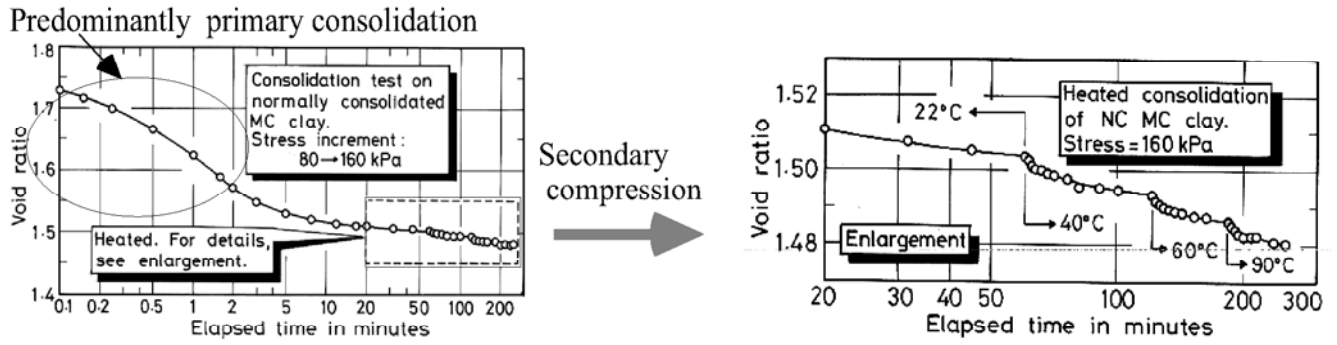 Predominantly primary consolidation
1.8
1.7
1.6
1.5
1.4
Void ratio
Consolidation test on
normally consolidated
MC clay.
Stress increment :
80→160 kPa
Heated. For details,
see enlargement.
0.1 0.2 0.5 1 2 5 10 20 50 100 200
Elapsed time in minutes
Secondary
compression
1.52
1.50
1.48
Void ratio
22°C
Heated consolidation
of NC MC clay.
Stress = 160 kPa
40°C
60°C
90°C
Enlargement
20 30 40 50 100 200 300
Elapsed time in minutes